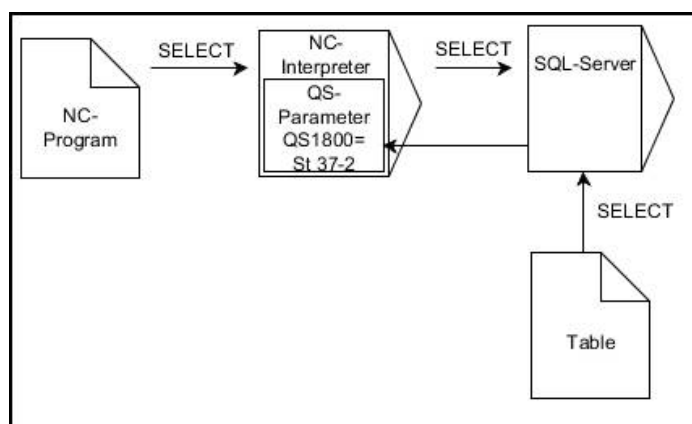 SELECT
NC-
Interpreter
SELECT
SQL-Server
NC-
Program
QS-
Parameter
QS1800=
St 37-2
SELECT
Table